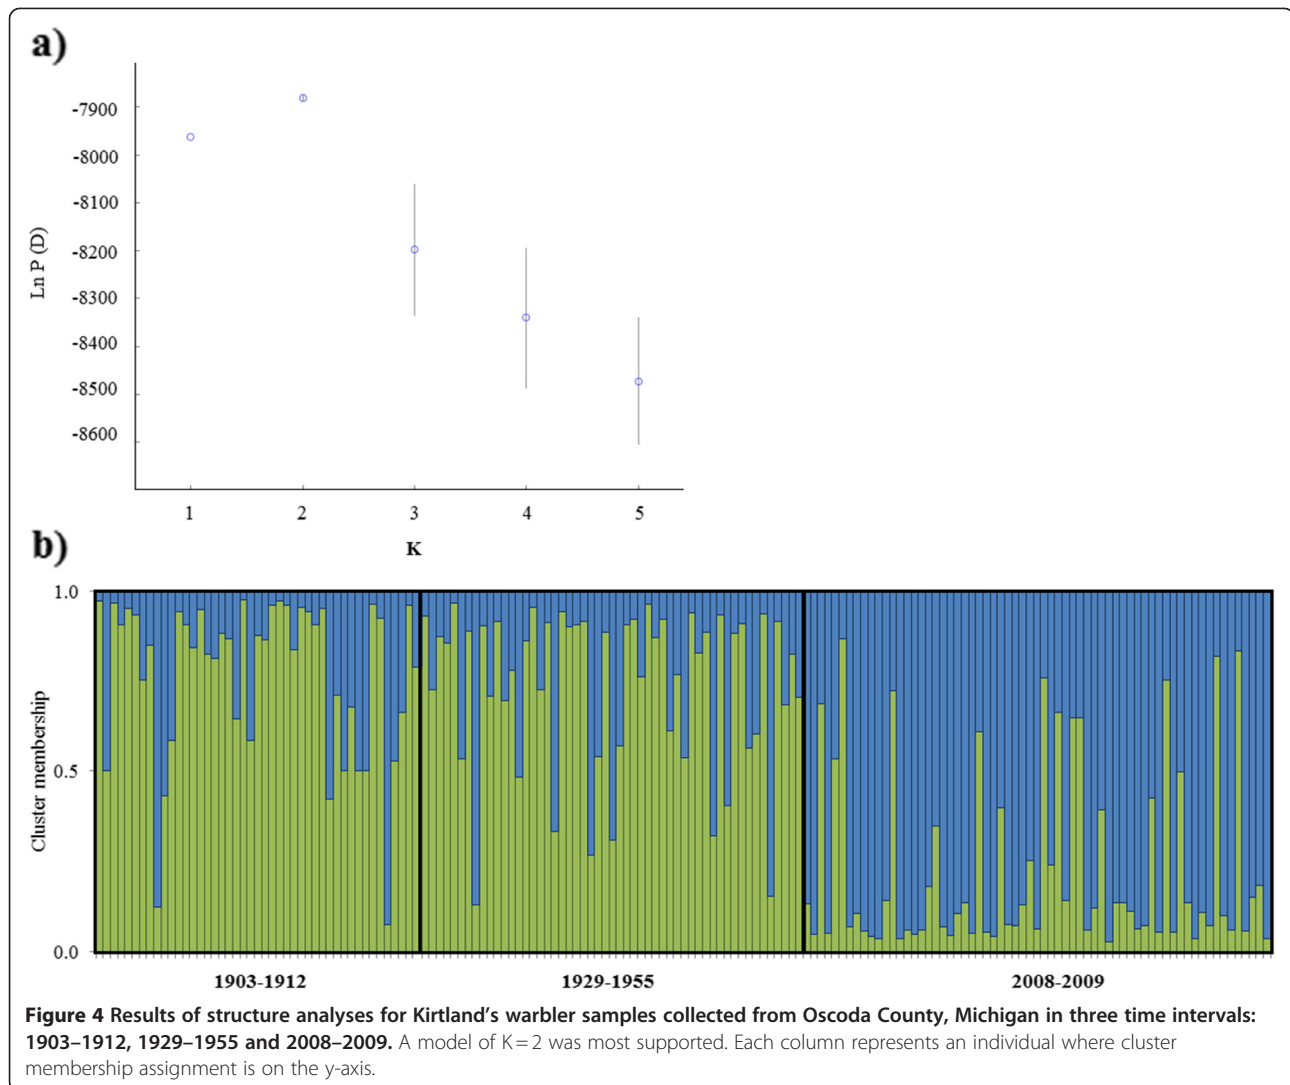 a)
-7900
-8000
-8100
-8200
-8300
-8400
-8500
-8600
Ln P (D)
1 2 3 4 5
K
b)
1.0
0.5
0.0
Cluster membership
1903-1912 1929-1955 2008-2009
Figure 4 Results of structure analyses for Kirtland’s warbler samples collected from Oscoda County, Michigan in three time intervals:
1903–1912, 1929–1955 and 2008–2009. A model of K = 2 was most supported. Each column represents an individual where cluster
membership assignment is on the y-axis.